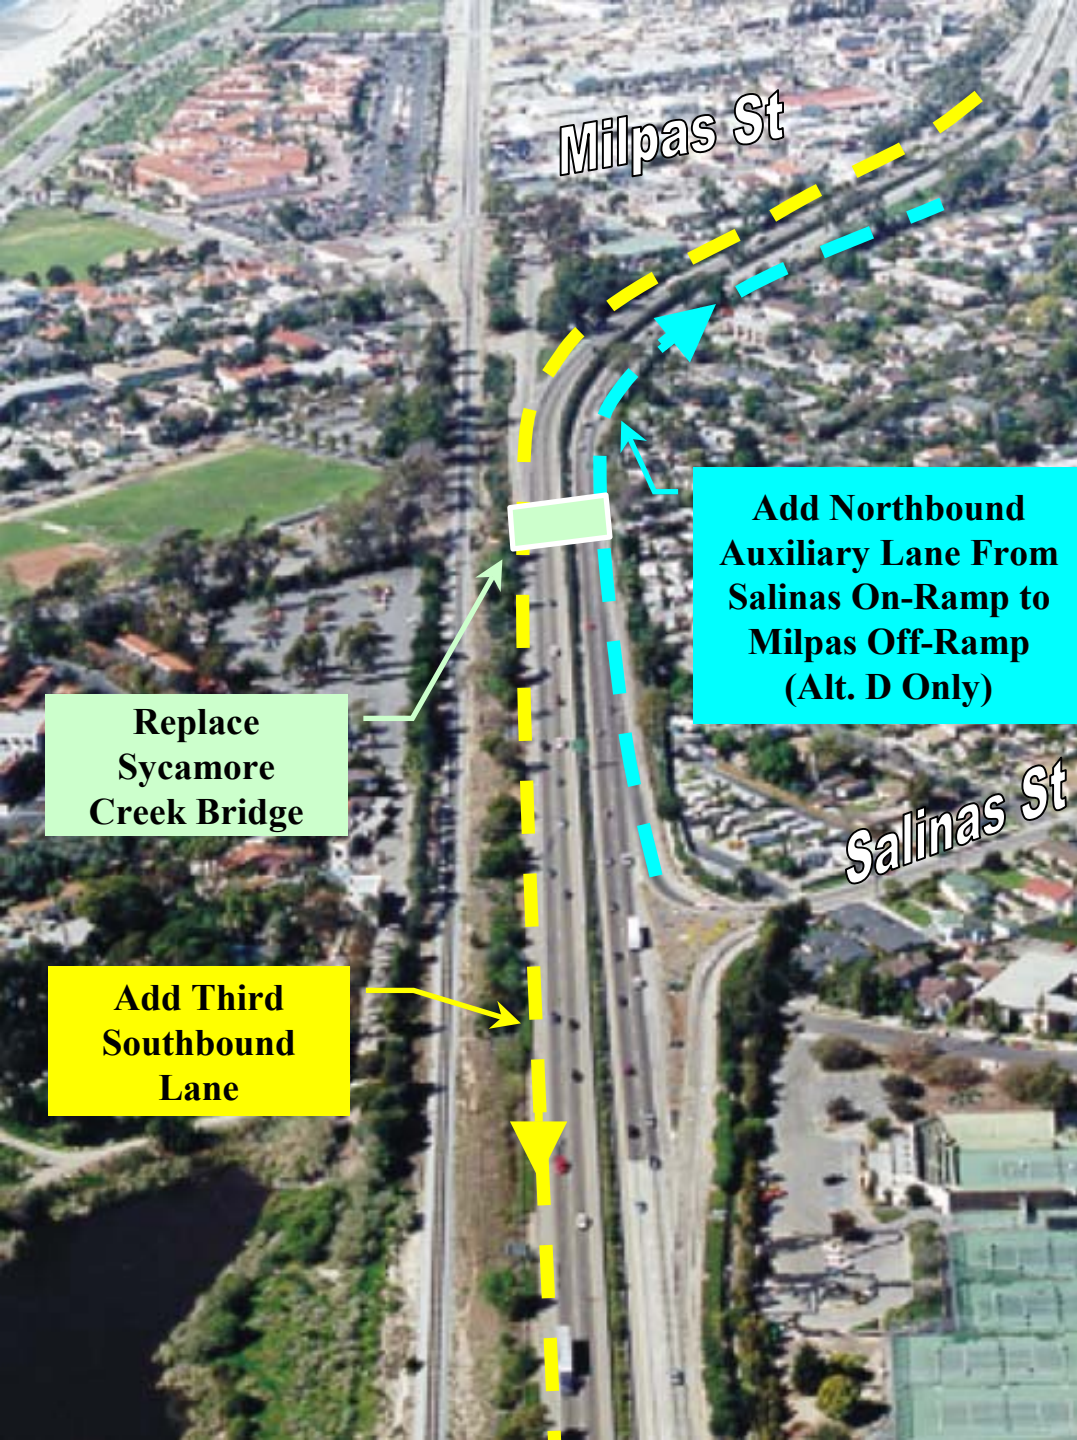 Milpas St
Add Northbound
Auxiliary Lane From
Salinas On-Ramp to
Milpas Off-Ramp
(Alt. D Only)
Replace
Sycamore
Creek Bridge
Salinas St
Add Third
Southbound
Lane